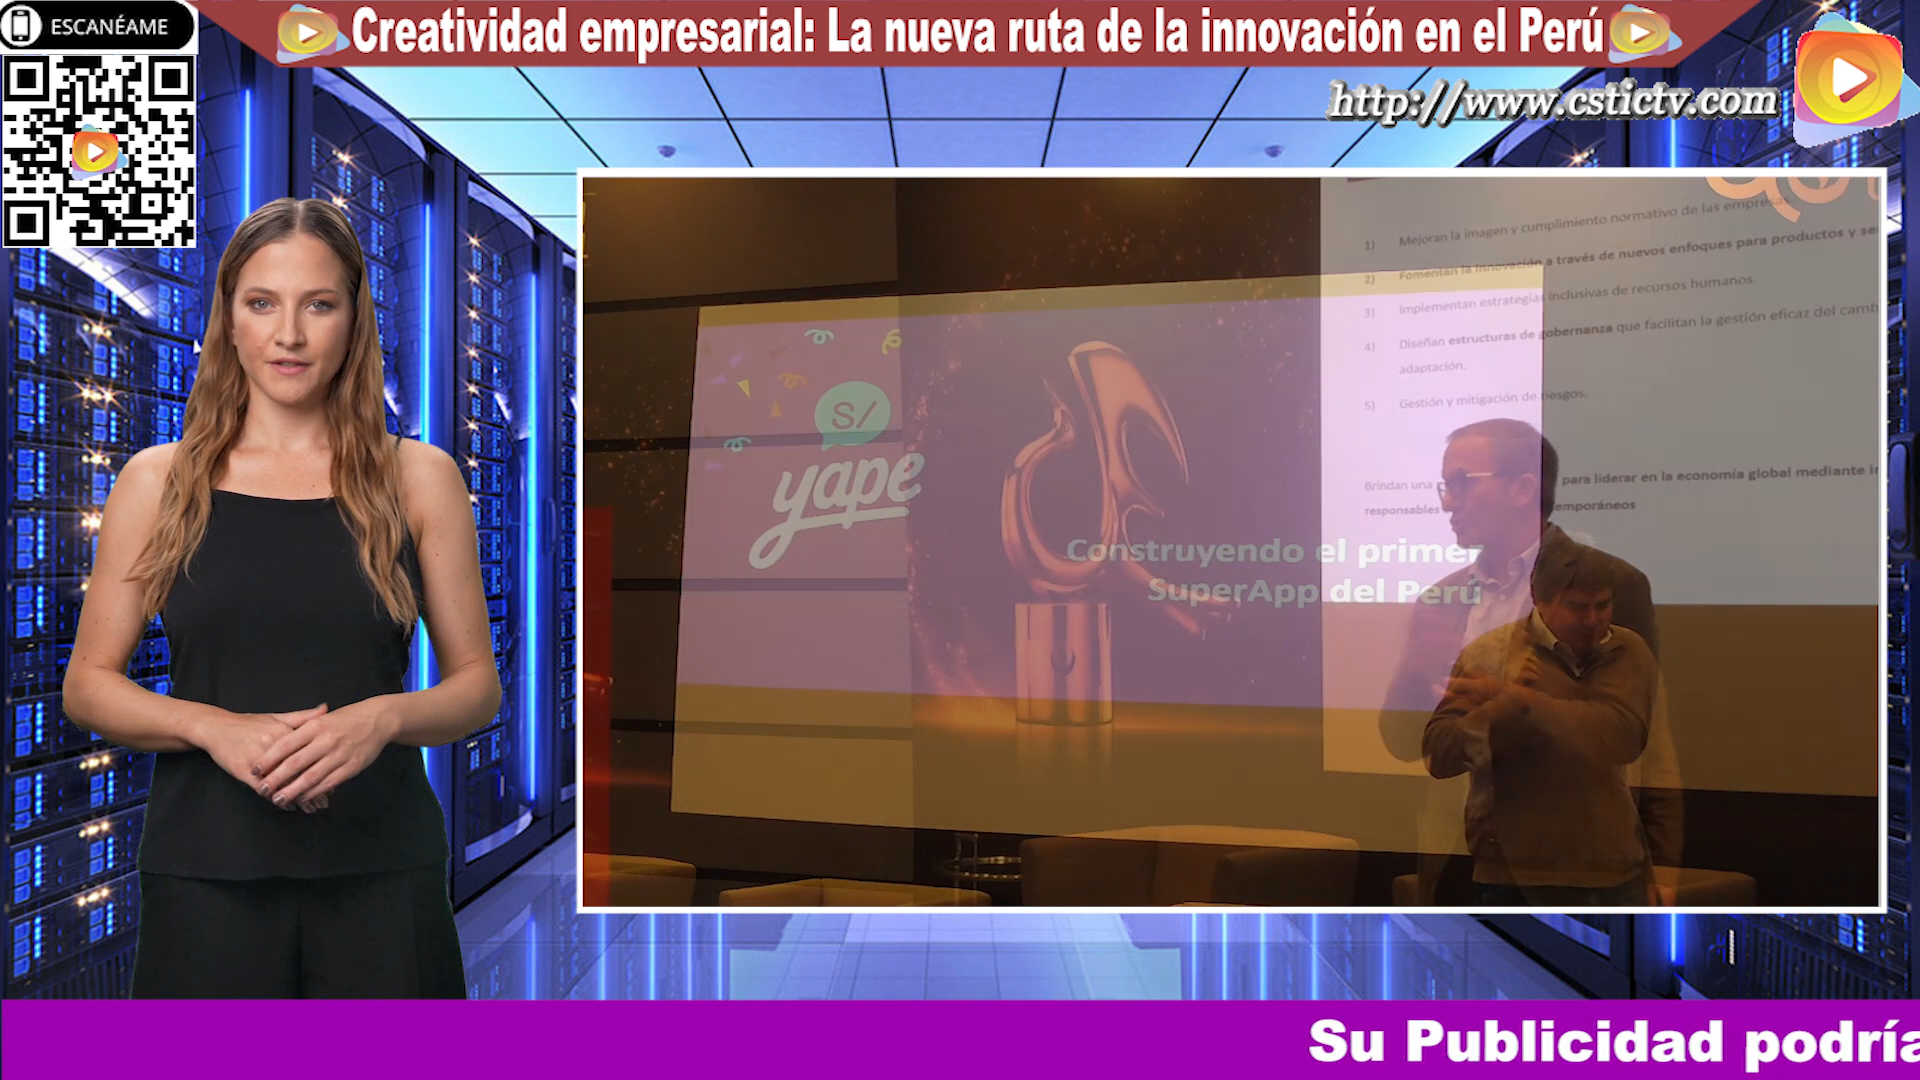 ESCANÉAME
Creatividad empresarial: La nueva ruta de la innovación en el Perú
http://www.cstictv.com
1) Mejoran la imagen y cumplimiento normativo de las empresas
2) Fomentan la innovación a través de nuevos enfoques para productos y se
3) Implementan estrategias inclusivas de recursos humanos.
4) Diseñan estructuras de gobernanza que facilitan la gestión eficaz del camb
adaptación.
5) Gestión y mitigación de riesgos.
Brindan una para liderar en la economía global mediante
responsables emporáneos
S/
yape
Construyendo el primer
SuperApp del Perú
Su Publicidad podría